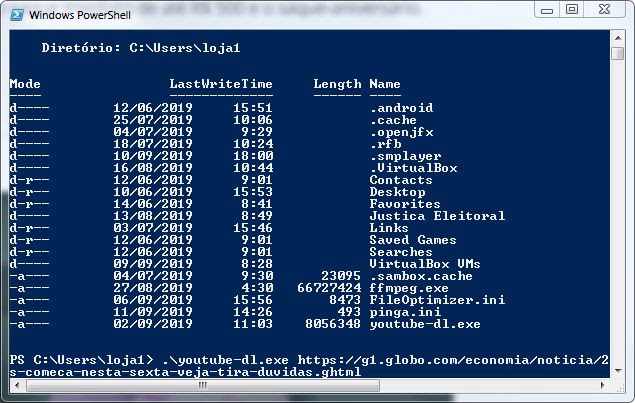 Windows PowerShell
de até R$ 500 e o saque-aniversário.
Diretório: C:\Users\loja1
Mode LastWriteTime Length Name
---- ------------- ------ ----
d---- 12/06/2019 15:51 .android
d---- 25/07/2019 10:06 .cache
d---- 04/07/2019 9:29 .openjfx
d---- 18/07/2019 10:24 .rfb
d---- 10/09/2019 18:00 .smplayer
d---- 16/08/2019 10:44 .VirtualBox
d-r-- 12/06/2019 9:01 Contacts
d-r-- 10/06/2019 15:53 Desktop
d-r-- 14/06/2019 8:41 Favorites
d---- 13/08/2019 8:49 Justica Eleitoral
d-r-- 03/07/2019 15:46 Links
d-r-- 12/06/2019 9:01 Saved Games
d-r-- 12/06/2019 9:01 Searches
d---- 09/09/2019 8:28 VirtualBox VMs
-a--- 04/07/2019 9:30 23095 .sambox.cache
-a--- 27/08/2019 4:30 66727424 ffmpeg.exe
-a--- 06/09/2019 15:56 8473 FileOptimizer.ini
-a--- 11/09/2019 14:26 493 pinga.ini
-a--- 02/09/2019 11:03 8056348 youtube-dl.exe
PS C:\Users\loja1> .\youtube-dl.exe https://g1.globo.com/economia/noticia/2
s-comeca-nesta-sexta-veja-tira-duvidas.ghtml